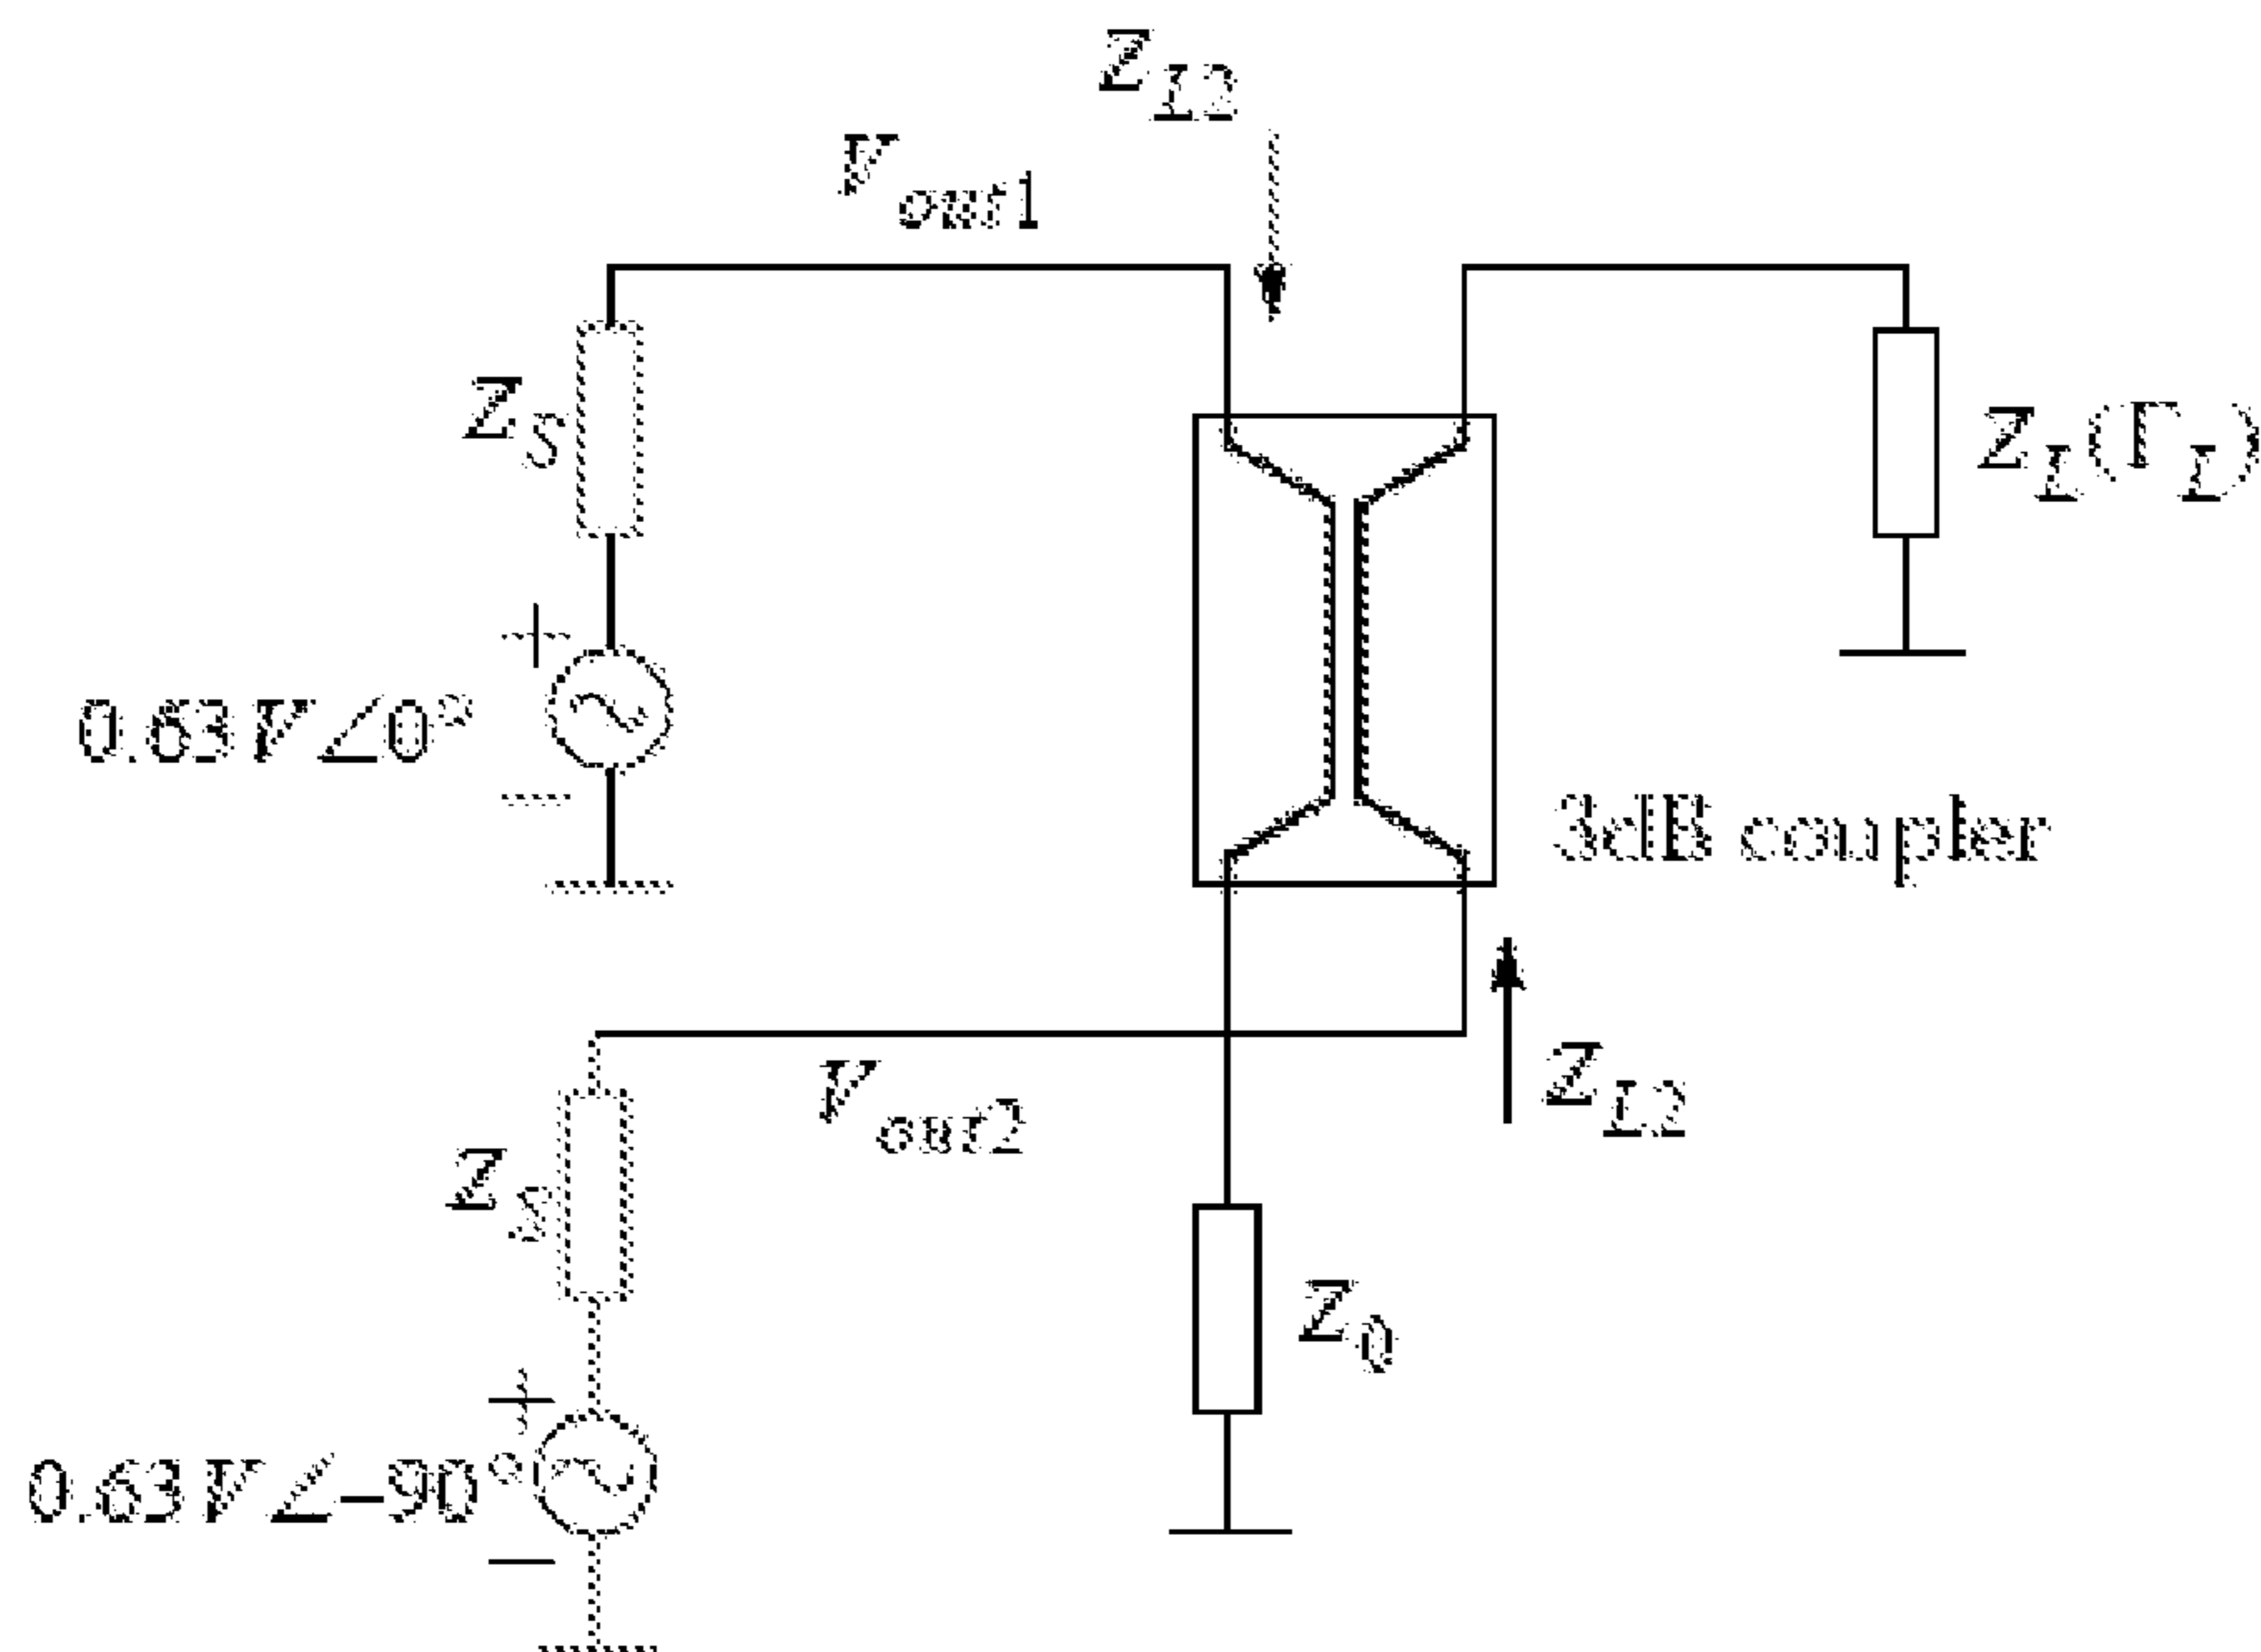 Z_L2
V_out1
Z_S
Z_L(Γ_L)
+
0.63V∠0°
−
3dB coupler
Z_L2
V_out2
Z_S
Z_0
+
0.63V∠−90°
−